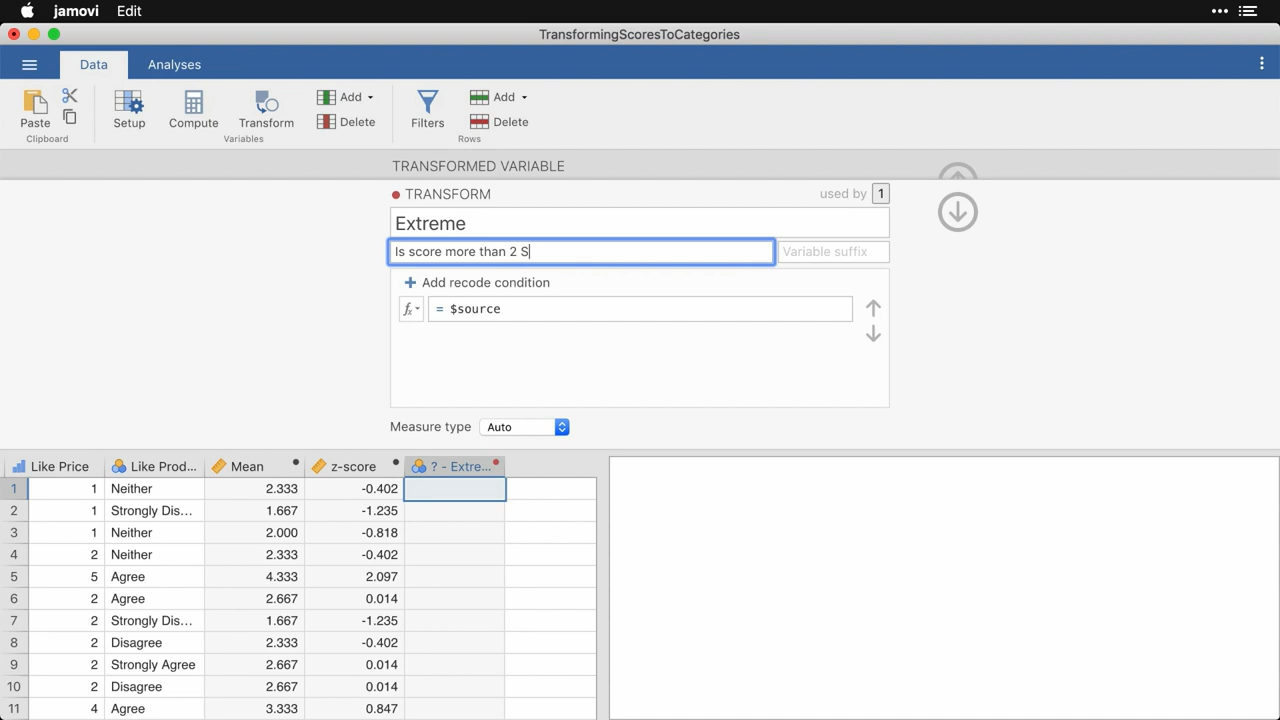 jamovi Edit
TransformingScoresToCategories
Data Analyses
Paste Setup Compute Transform Add Delete Filters Add Delete
Clipboard Variables Rows
TRANSFORMED VARIABLE
TRANSFORM used by 1
Extreme
Is score more than 2 S Variable suffix
+ Add recode condition
fx = $source
Measure type Auto
Like Price Like Prod... Mean z-score ? - Extre...
1 1 Neither 2.333 -0.402
2 1 Strongly Dis... 1.667 -1.235
3 1 Neither 2.000 -0.818
4 2 Neither 2.333 -0.402
5 5 Agree 4.333 2.097
6 2 Agree 2.667 0.014
7 2 Strongly Dis... 1.667 -1.235
8 2 Disagree 2.333 -0.402
9 2 Strongly Agree 2.667 0.014
10 2 Disagree 2.667 0.014
11 4 Agree 3.333 0.847